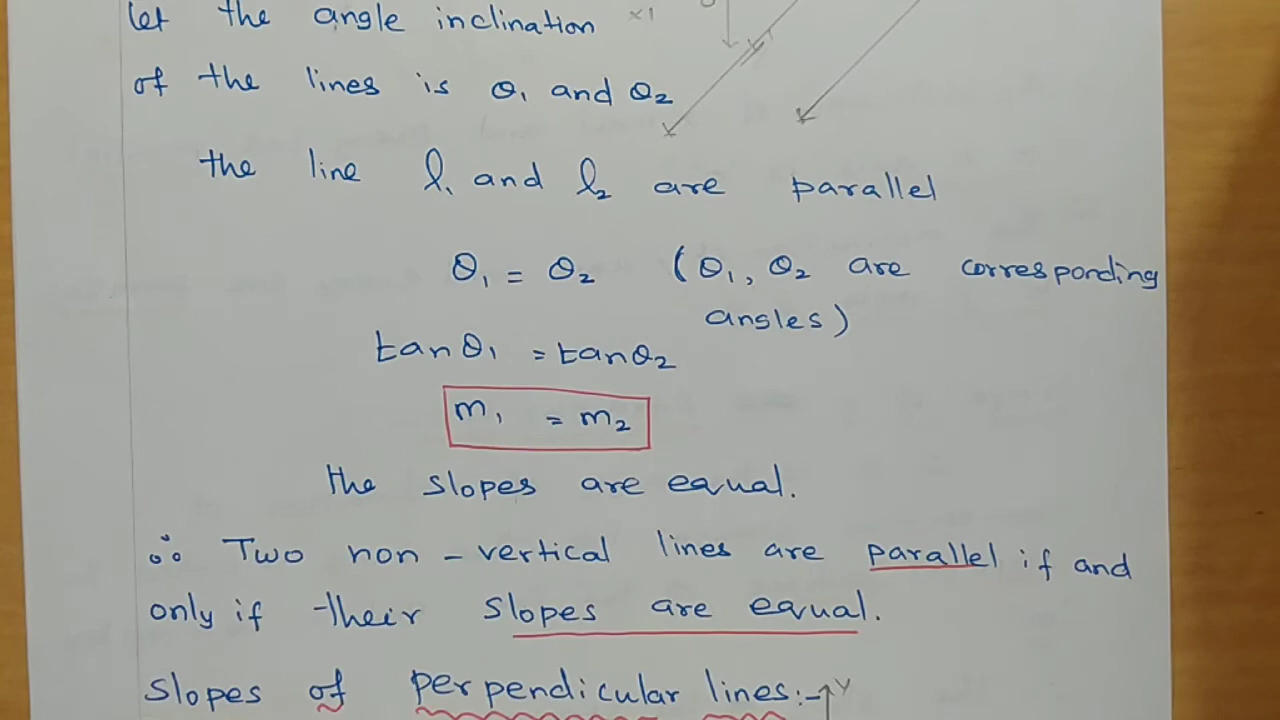 let the angle inclination x1
of the lines is θ1 and θ2
the line l1 and l2 are parallel
θ1 = θ2 (θ1, θ2 are corresponding
angles)
tanθ1 = tanθ2
m1 = m2
the slopes are equal.
∴ Two non-vertical lines are parallel if and
only if their slopes are equal.
Slopes of perpendicular lines:- Y